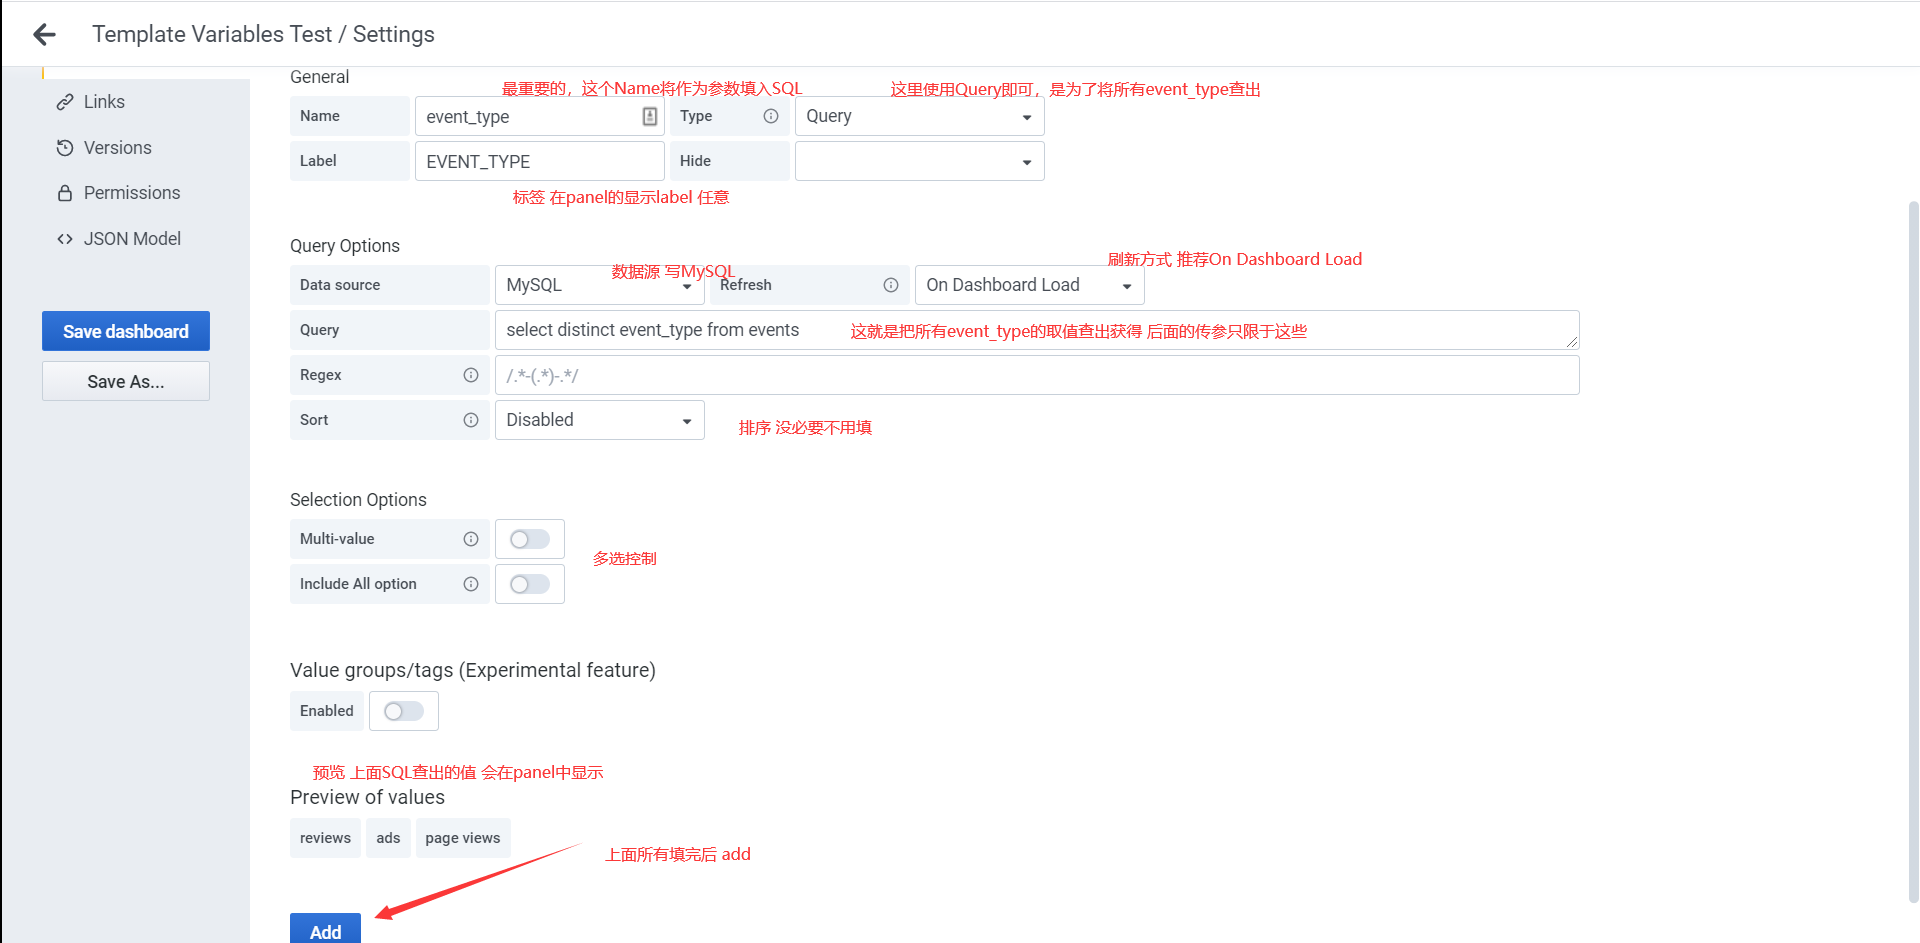 Template Variables Test / Settings
Links
Versions
Permissions
JSON Model
Save dashboard
Save As...
General
最重要的，这个Name将作为参数填入SQL
这里使用Query即可，是为了将所有event_type查出
Name
event_type
Type
Query
Label
EVENT_TYPE
Hide
标签 在panel的显示label 任意
Query Options
刷新方式 推荐On Dashboard Load
数据源 写MySQL
Data source
MySQL
Refresh
On Dashboard Load
Query
select distinct event_type from events
这就是把所有event_type的取值查出获得 后面的传参只限于这些
Regex
/.*-(.*)-.*/
Sort
Disabled
排序 没必要不用填
Selection Options
Multi-value
多选控制
Include All option
Value groups/tags (Experimental feature)
Enabled
预览 上面SQL查出的值 会在panel中显示
Preview of values
reviews
ads
page views
上面所有填完后 add
Add